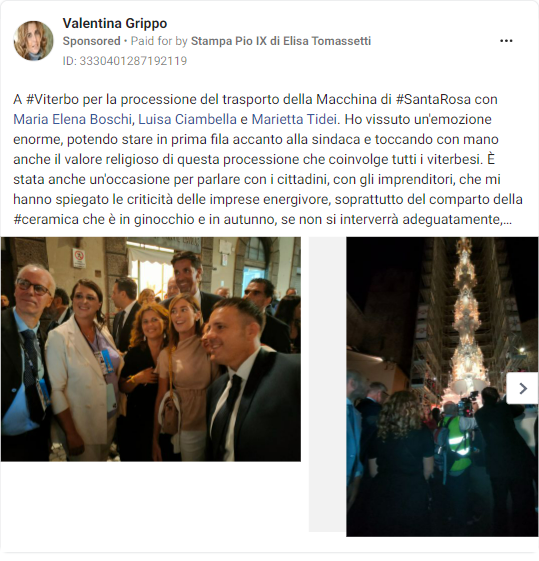 Valentina Grippo
Sponsored • Paid for by Stampa Pio IX di Elisa Tomassetti
ID: 3330401287192119
A #Viterbo per la processione del trasporto della Macchina di #SantaRosa con
Maria Elena Boschi, Luisa Ciambella e Marietta Tidei. Ho vissuto un'emozione
enorme, potendo stare in prima fila accanto alla sindaca e toccando con mano
anche il valore religioso di questa processione che coinvolge tutti i viterbesi. È
stata anche un'occasione per parlare con i cittadini, con gli imprenditori, che mi
hanno spiegato le criticità delle imprese energivore, soprattutto del comparto della
#ceramica che è in ginocchio e in autunno, se non si interverrà adeguatamente,...